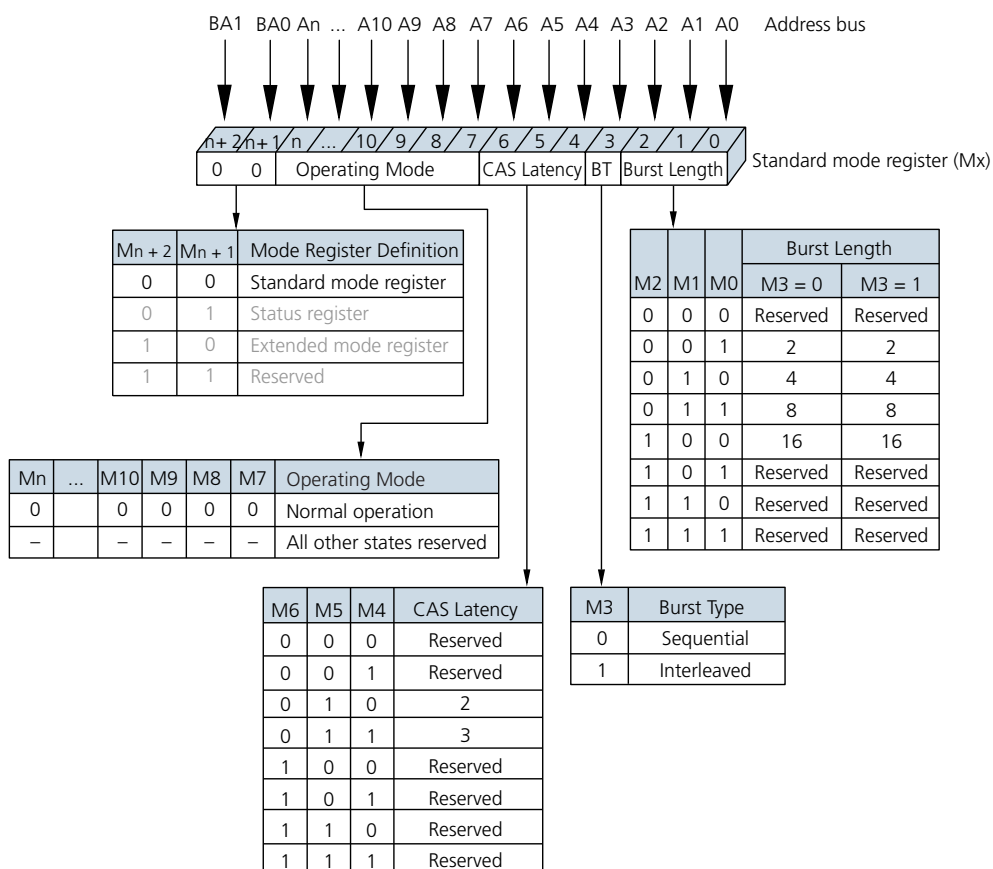 BA1 BA0 An ... A10 A9 A8 A7 A6 A5 A4 A3 A2 A1 A0 Address bus
n+ 2 n+ 1 n ... 10 9 8 7 6 5 4 3 2 1 0
Standard mode register (Mx)
0 0 Operating Mode CAS Latency BT Burst Length
Mn + 2 Mn + 1 Mode Register Definition
0 0 Standard mode register
0 1 Status register
1 0 Extended mode register
1 1 Reserved
Burst Length
M2 M1 M0 M3 = 0 M3 = 1
0 0 0 Reserved Reserved
0 0 1 2 2
0 1 0 4 4
0 1 1 8 8
1 0 0 16 16
1 0 1 Reserved Reserved
1 1 0 Reserved Reserved
1 1 1 Reserved Reserved
Mn ... M10 M9 M8 M7 Operating Mode
0 0 0 0 0 Normal operation
– – – – – All other states reserved
M6 M5 M4 CAS Latency
0 0 0 Reserved
0 0 1 Reserved
0 1 0 2
0 1 1 3
1 0 0 Reserved
1 0 1 Reserved
1 1 0 Reserved
1 1 1 Reserved
M3 Burst Type
0 Sequential
1 Interleaved